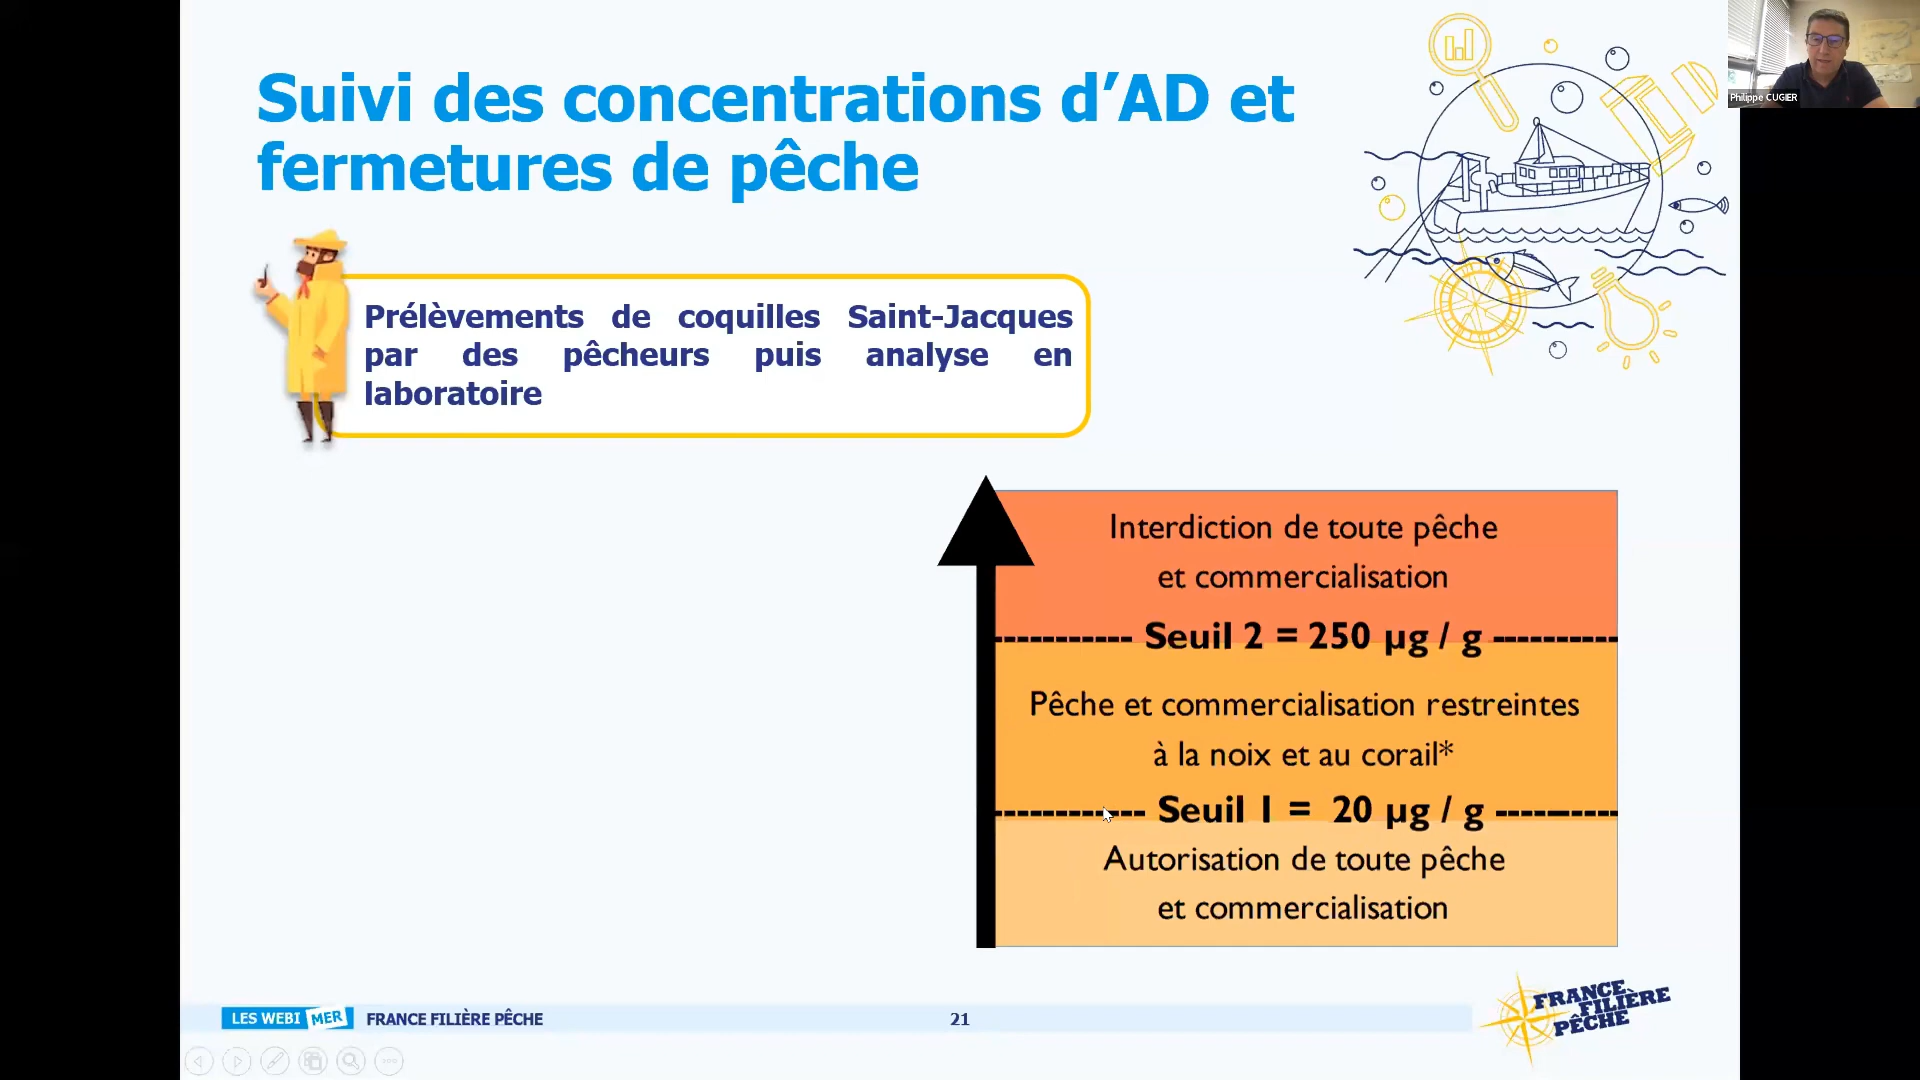 Suivi des concentrations d’AD et
fermetures de pêche
Philippe CUGIER
Prélèvements de coquilles Saint-Jacques
par des pêcheurs puis analyse en
laboratoire
Interdiction de toute pêche
et commercialisation
----------- Seuil 2 = 250 µg / g ----------
Pêche et commercialisation restreintes
à la noix et au corail*
------------ Seuil 1 = 20 µg / g ----------
Autorisation de toute pêche
et commercialisation
LES WEBI MER FRANCE FILIÈRE PÊCHE
21
FRANCE
FILIÈRE
PÊCHE